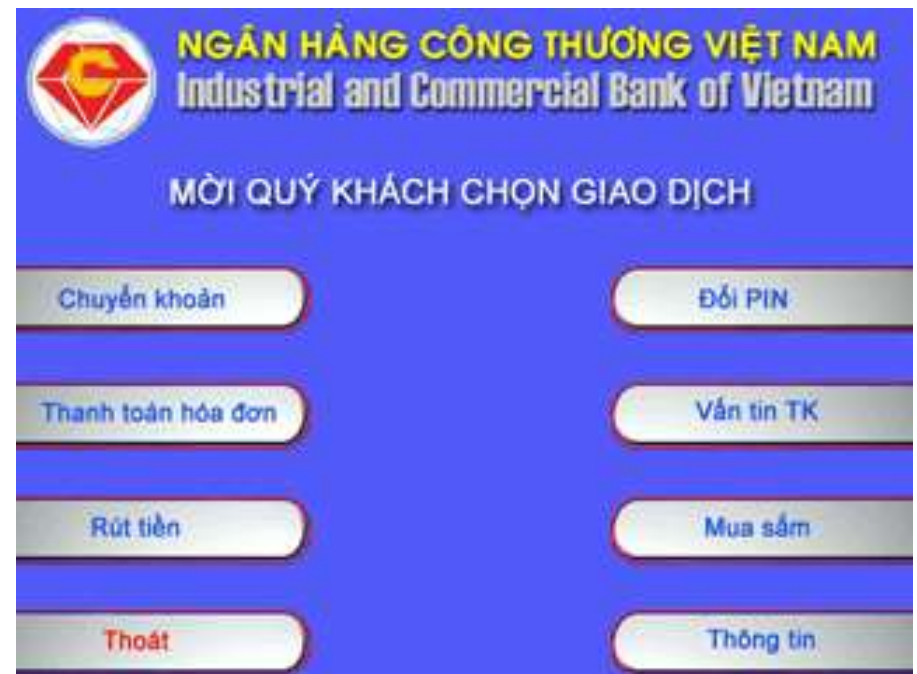 NGÂN HÀNG CÔNG THƯƠNG VIỆT NAM
Industrial and Commercial Bank of Vietnam
MỜI QUÝ KHÁCH CHỌN GIAO DỊCH
Chuyển khoản
Đổi PIN
Thanh toán hóa đơn
Vấn tin TK
Rút tiền
Mua sắm
Thoát
Thông tin